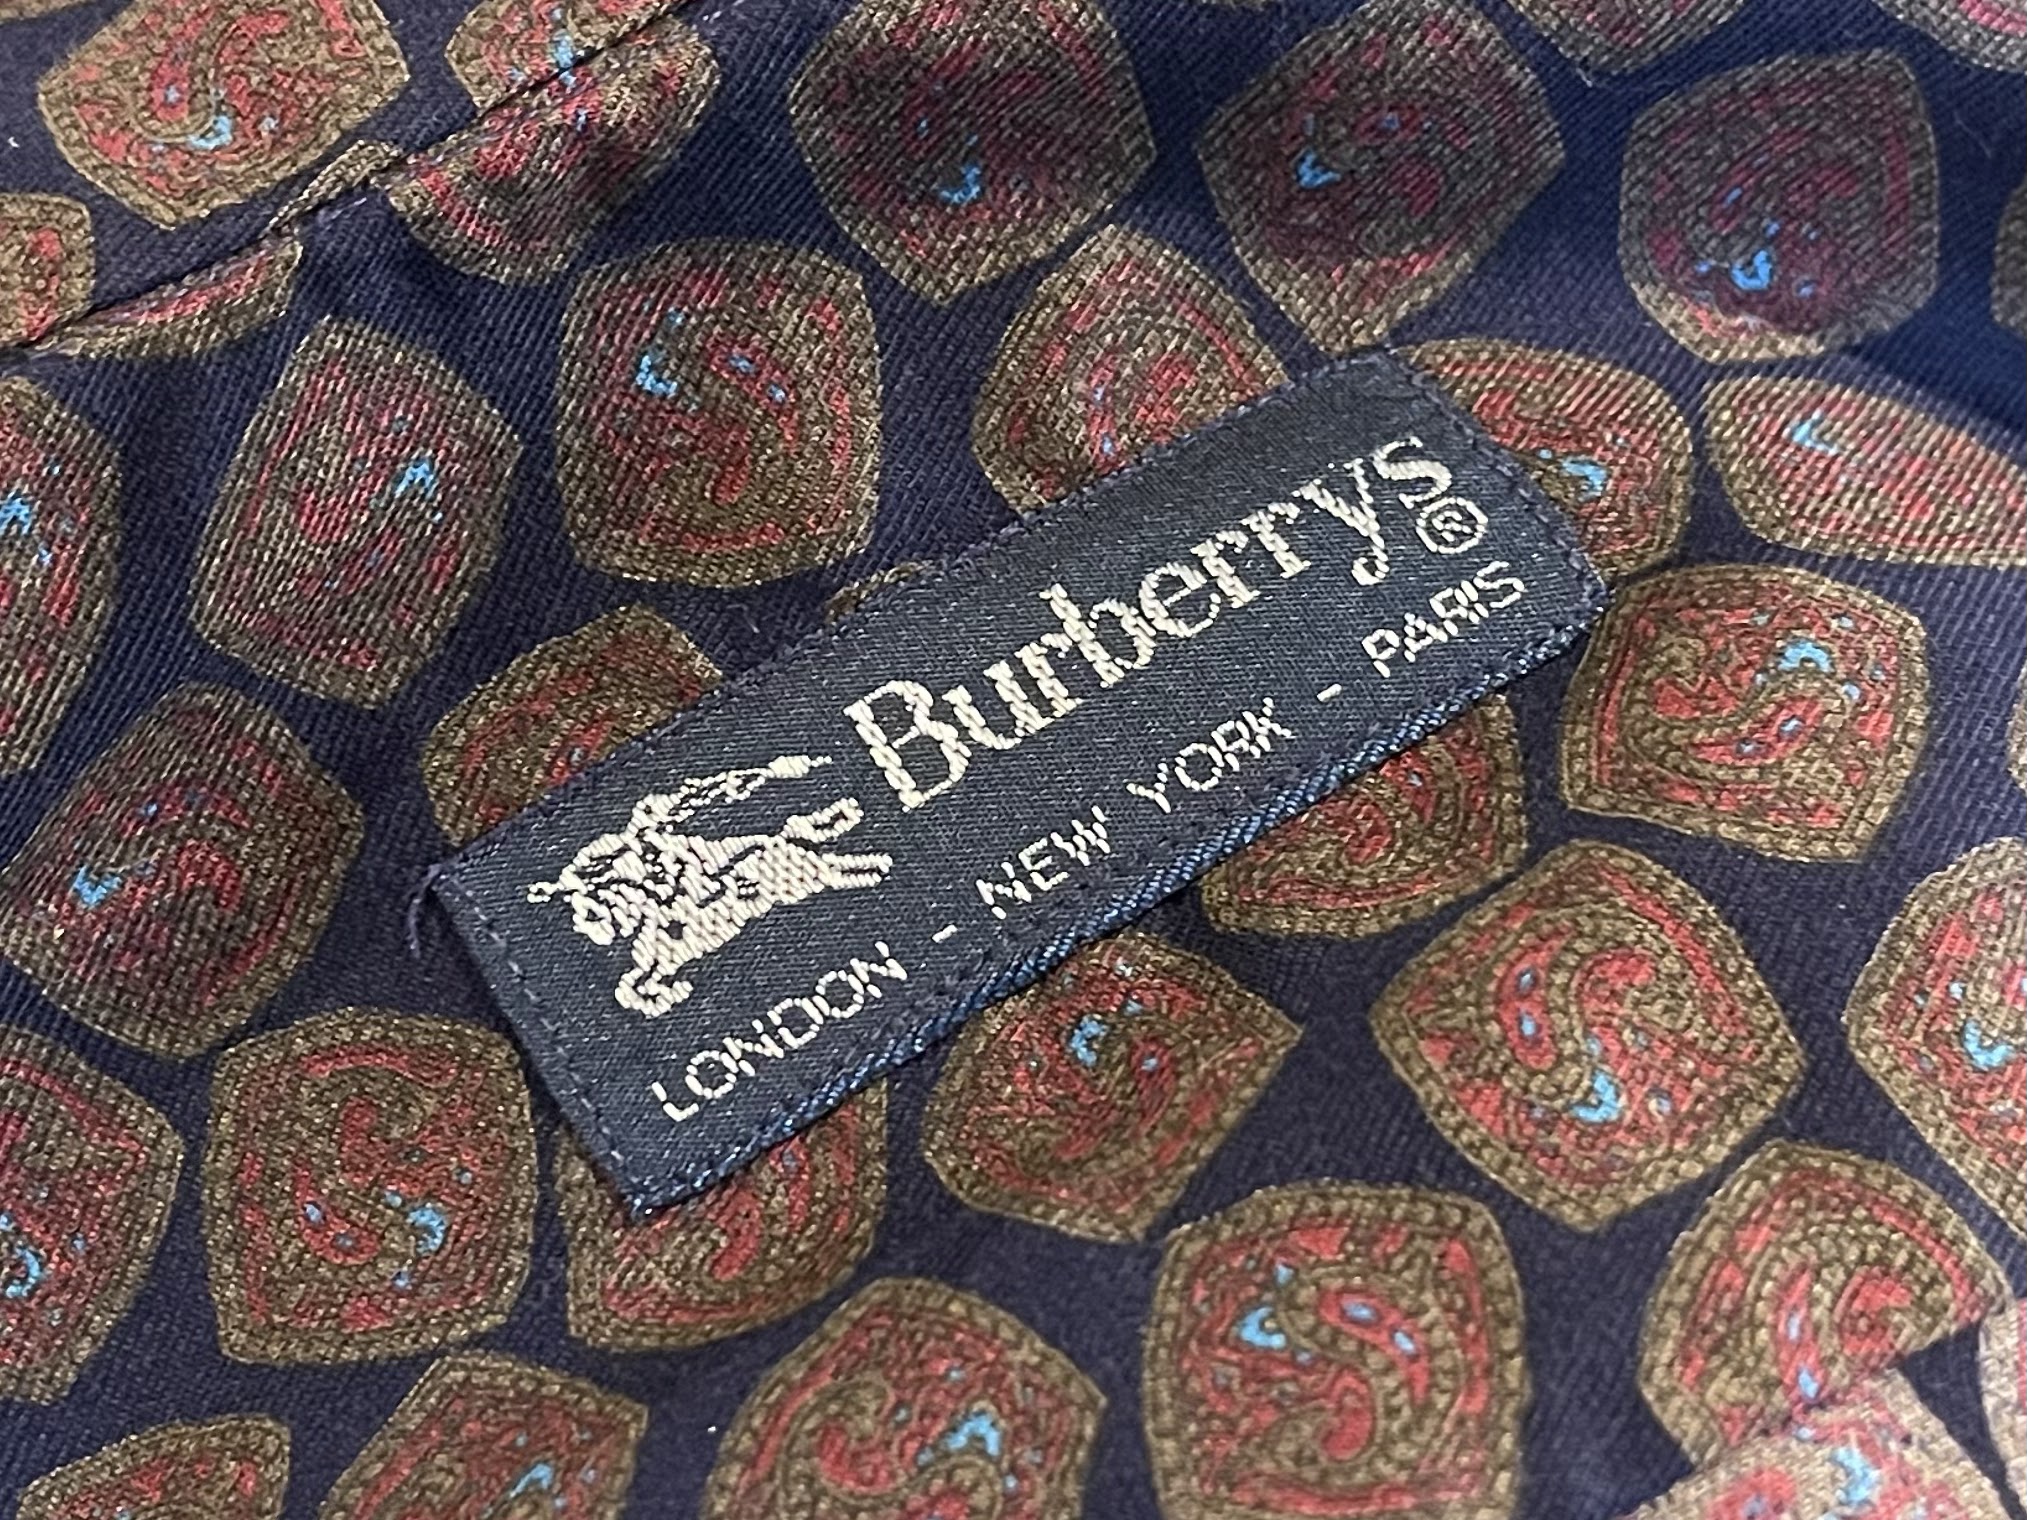 Burberrys®
LONDON - NEW YORK - PARIS